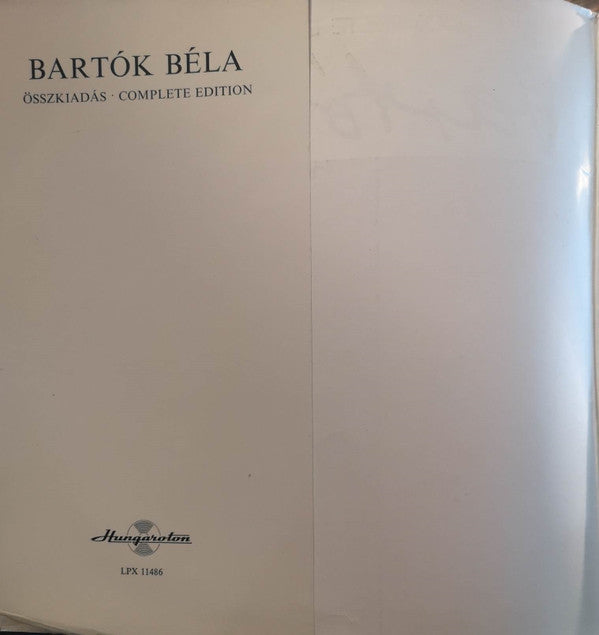 BARTÓK BÉLA
ÖSSZKIADÁS · COMPLETE EDITION
Hungaroton
LPX 11486